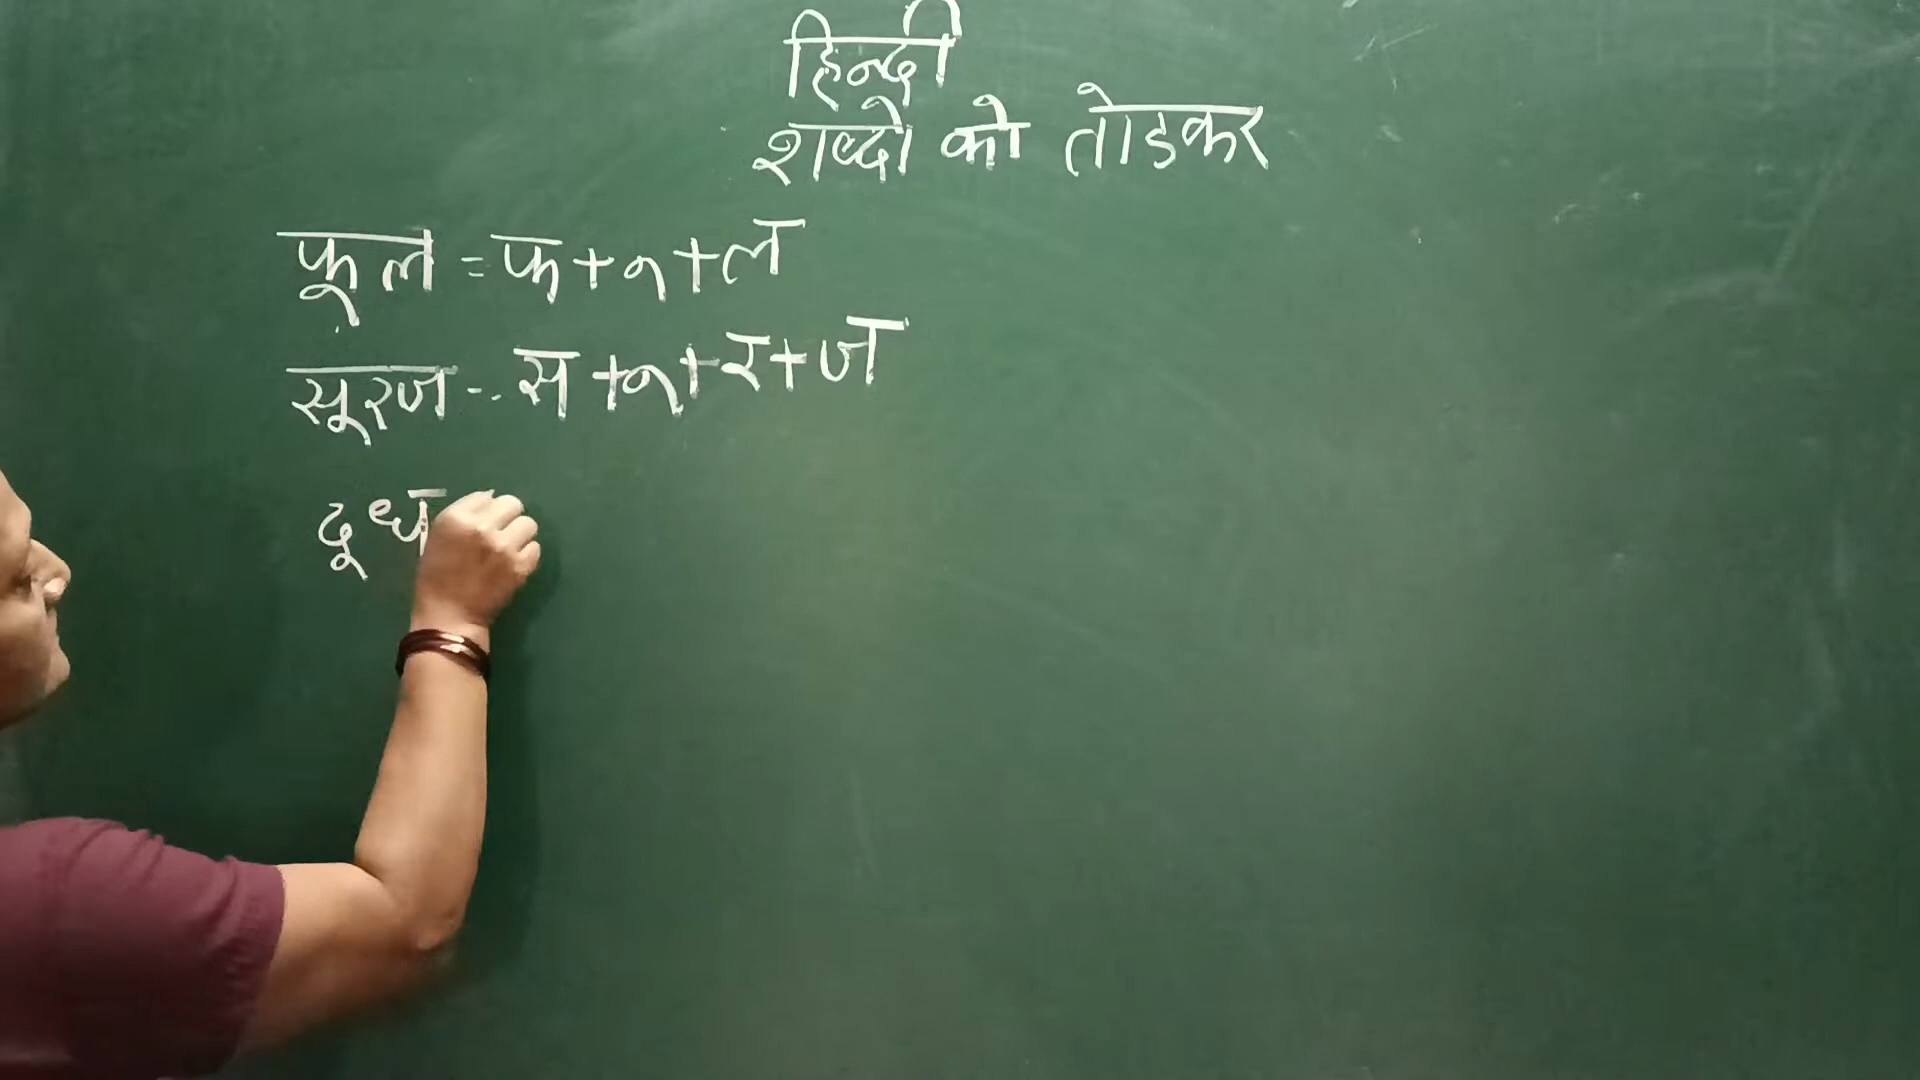 हिन्दी
शब्दो को तोडकर
फूल = फ + ू + ल
सूरज - स + ू + र + ज
दूध